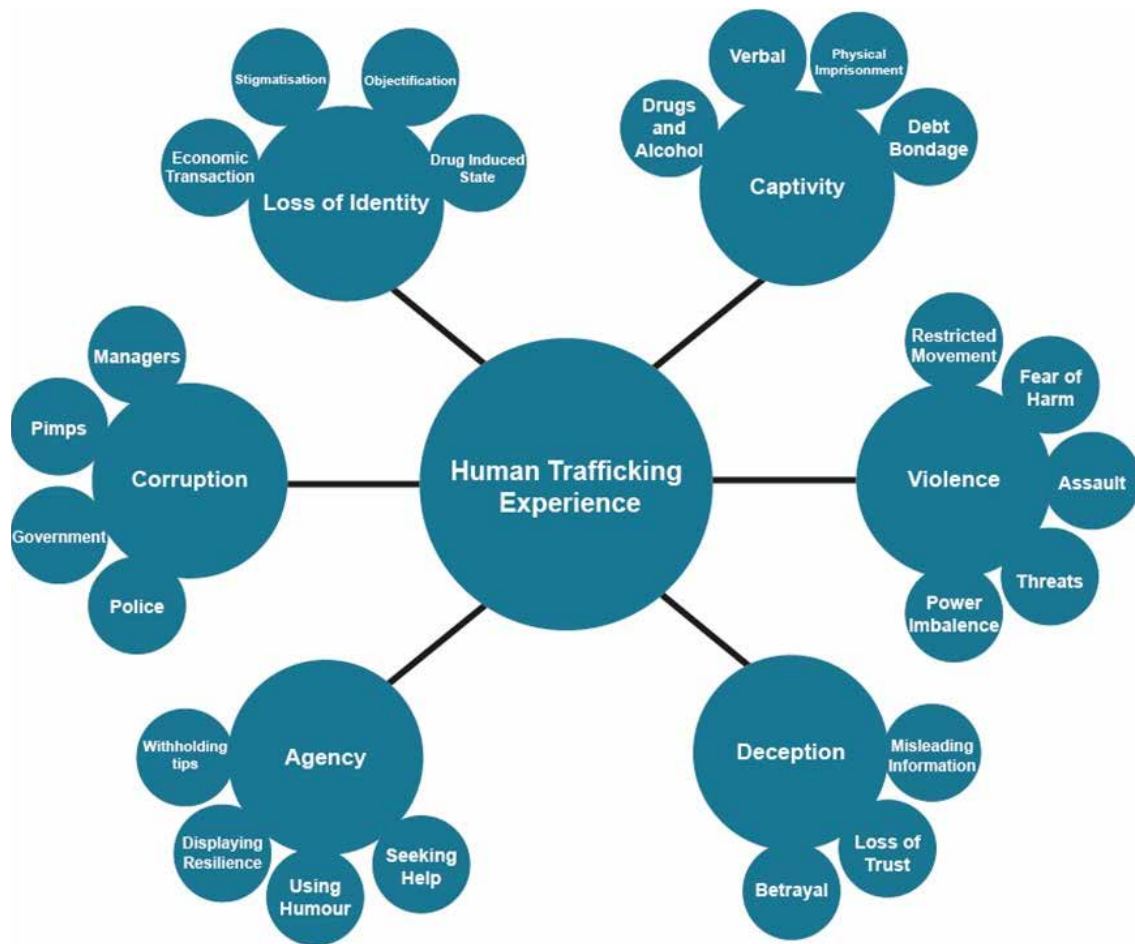 Stigmatisation
Objectification
Economic
Transaction
Drug Induced
State
Loss of Identity
Verbal
Physical
Imprisonment
Drugs
and
Alcohol
Debt
Bondage
Captivity
Managers
Pimps
Government
Police
Corruption
Human Trafficking
Experience
Restricted
Movement
Fear of
Harm
Assault
Threats
Power
Imbalence
Violence
Withholding
tips
Displaying
Resilience
Using
Humour
Seeking
Help
Agency
Deception
Misleading
Information
Loss of
Trust
Betrayal